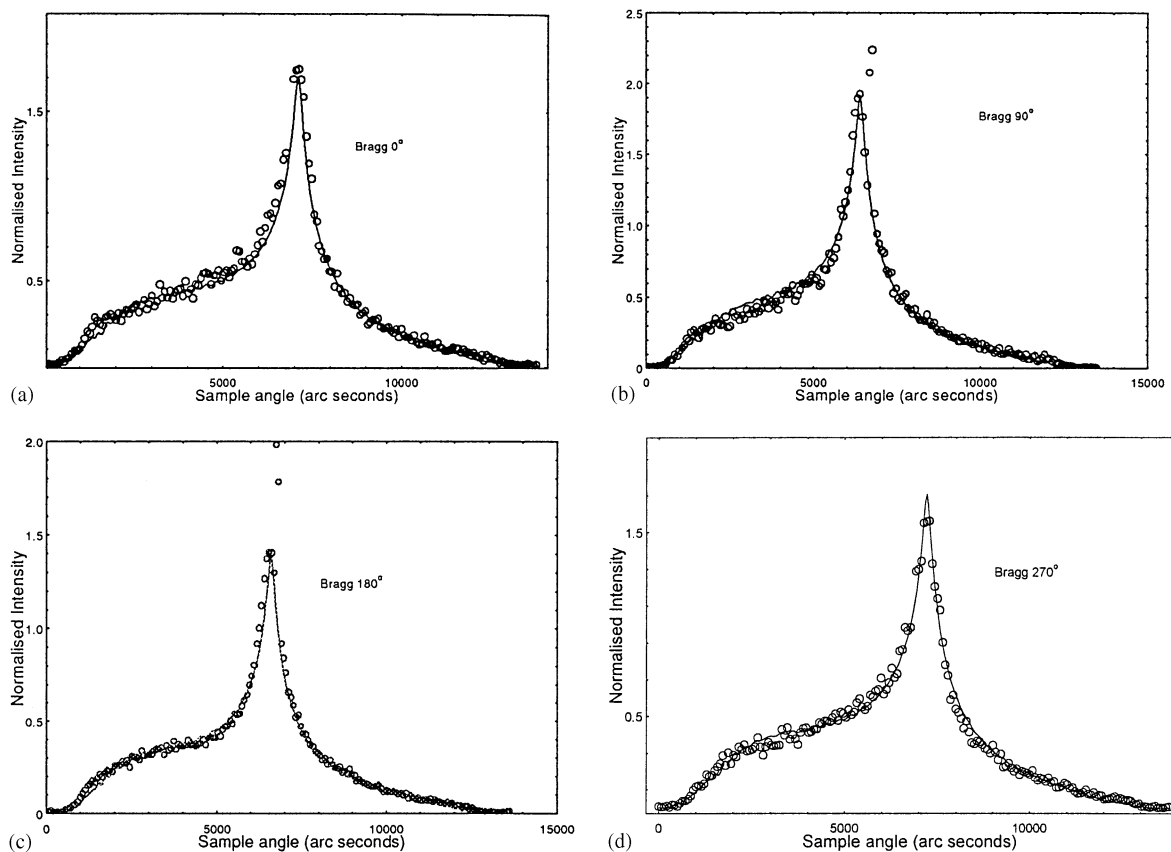 1.5
0.5
Normalised Intensity
Bragg 0°
5000 10000
(a) Sample angle (arc seconds)
2.5
2.0
1.5
1.0
0.5
0
Normalised Intensity
Bragg 90°
0 5000 10000 15000
(b) Sample angle (arc seconds)
2.0
1.5
1.0
0.5
0
Normalised Intensity
Bragg 180°
0 5000 10000 15000
(c) Sample angle (arc seconds)
1.5
0.5
Normalised Intensity
Bragg 270°
0 5000 10000
(d) Sample angle (arc seconds)